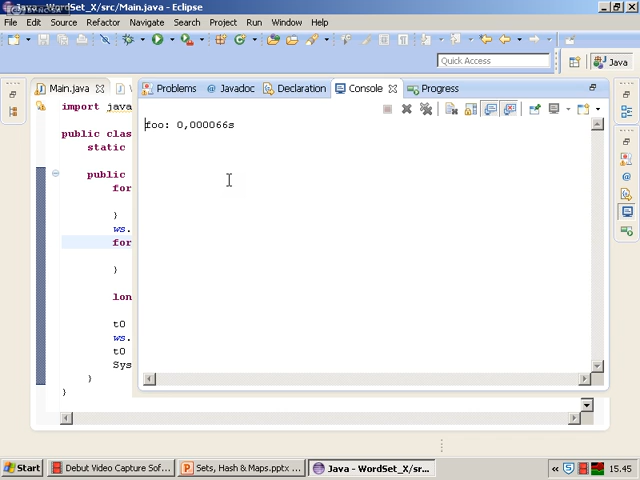 Java - WordSet_X/src/Main.java - Eclipse
File Edit Source Refactor Navigate Search Project Run Window Help
Quick Access
Java
Main.java
Problems
@ Javadoc
Declaration
Console
Progress
import java
public class
static
public
for
}
ws.
for
}
lon
t0
ws.
t0
Sys
}
}
foo: 0,000066s
Start
Debut Video Capture Sof...
Sets, Hash & Maps.pptx ...
Java - WordSet_X/sr...
15.45